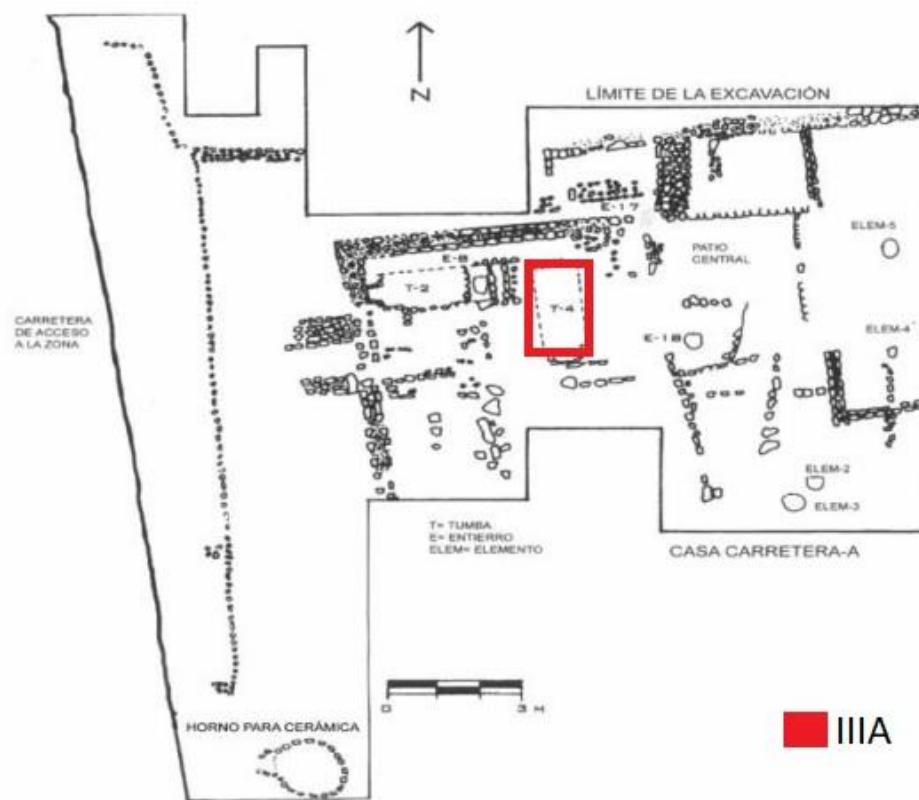 N
LÍMITE DE LA EXCAVACIÓN
E-17
ELEM-5
PATIO
CENTRAL
E-8
T-2
T-4
CARRETERA
DE ACCESO
A LA ZONA
E-18
ELEM-4
ELEM-2
ELEM-3
T= TUMBA
E= ENTIERRO
ELEM= ELEMENTO
CASA CARRETERA-A
0 3 M
HORNO PARA CERÁMICA
IIIA